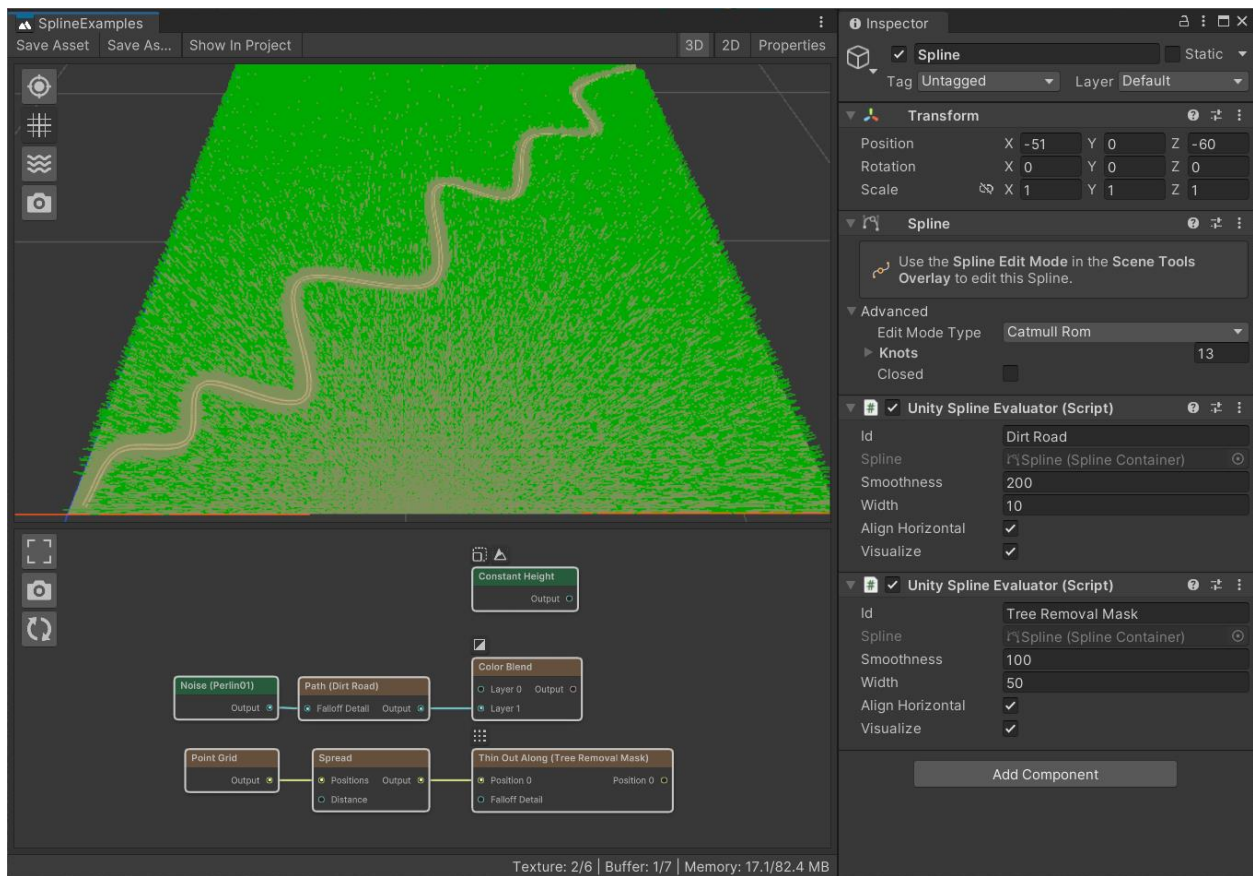 SplineExamples
Save Asset Save As... Show In Project 3D 2D Properties
Constant Height
Output
Color Blend
Layer 0 Output
Layer 1
Noise (Perlin01)
Output
Path (Dirt Road)
Falloff Detail Output
Point Grid
Output
Spread
Positions Output
Distance
Thin Out Along (Tree Removal Mask)
Position 0 Position 0
Falloff Detail
Texture: 2/6 | Buffer: 1/7 | Memory: 17.1/82.4 MB
Inspector
Spline Static
Tag Untagged Layer Default
Transform
Position X -51 Y 0 Z -60
Rotation X 0 Y 0 Z 0
Scale X 1 Y 1 Z 1
Spline
Use the Spline Edit Mode in the Scene Tools
Overlay to edit this Spline.
Advanced
Edit Mode Type Catmull Rom
Knots 13
Closed
# Unity Spline Evaluator (Script)
Id Dirt Road
Spline Spline (Spline Container)
Smoothness 200
Width 10
Align Horizontal
Visualize
# Unity Spline Evaluator (Script)
Id Tree Removal Mask
Spline Spline (Spline Container)
Smoothness 100
Width 50
Align Horizontal
Visualize
Add Component